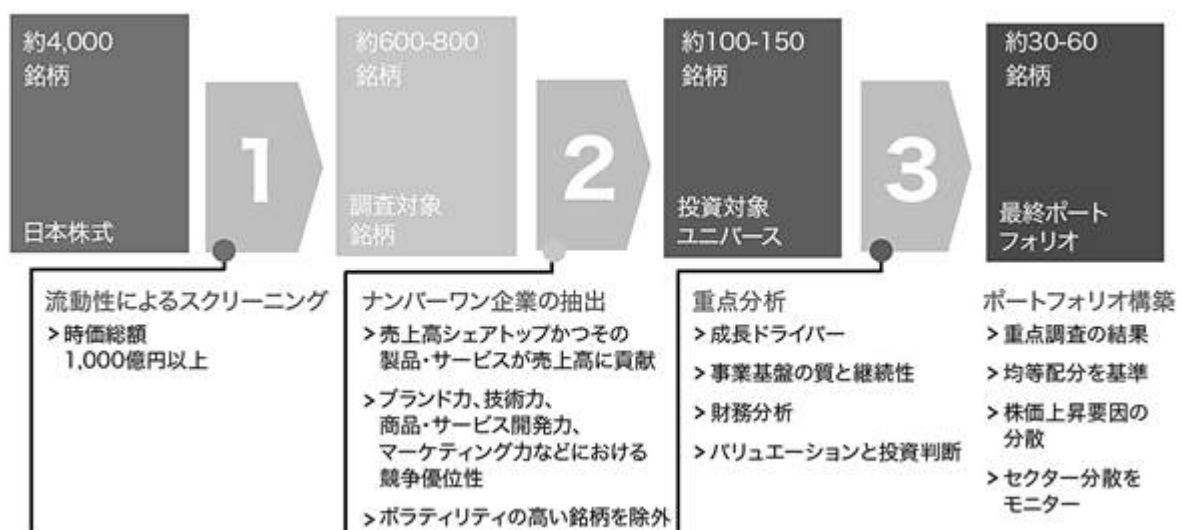 約4,000
銘柄
日本株式
1
約600-800
銘柄
調査対象
銘柄
2
約100-150
銘柄
投資対象
ユニバース
3
約30-60
銘柄
最終ポート
フォリオ
流動性によるスクリーニング
> 時価総額
1,000億円以上
ナンバーワン企業の抽出
> 売上高シェアトップかつその
製品・サービスが売上高に貢献
> ブランド力、技術力、
商品・サービス開発力、
マーケティング力などにおける
競争優位性
> ボラティリティの高い銘柄を除外
重点分析
> 成長ドライバー
> 事業基盤の質と継続性
> 財務分析
> バリュエーションと投資判断
ポートフォリオ構築
> 重点調査の結果
> 均等配分を基準
> 株価上昇要因の
分散
> セクター分散を
モニター